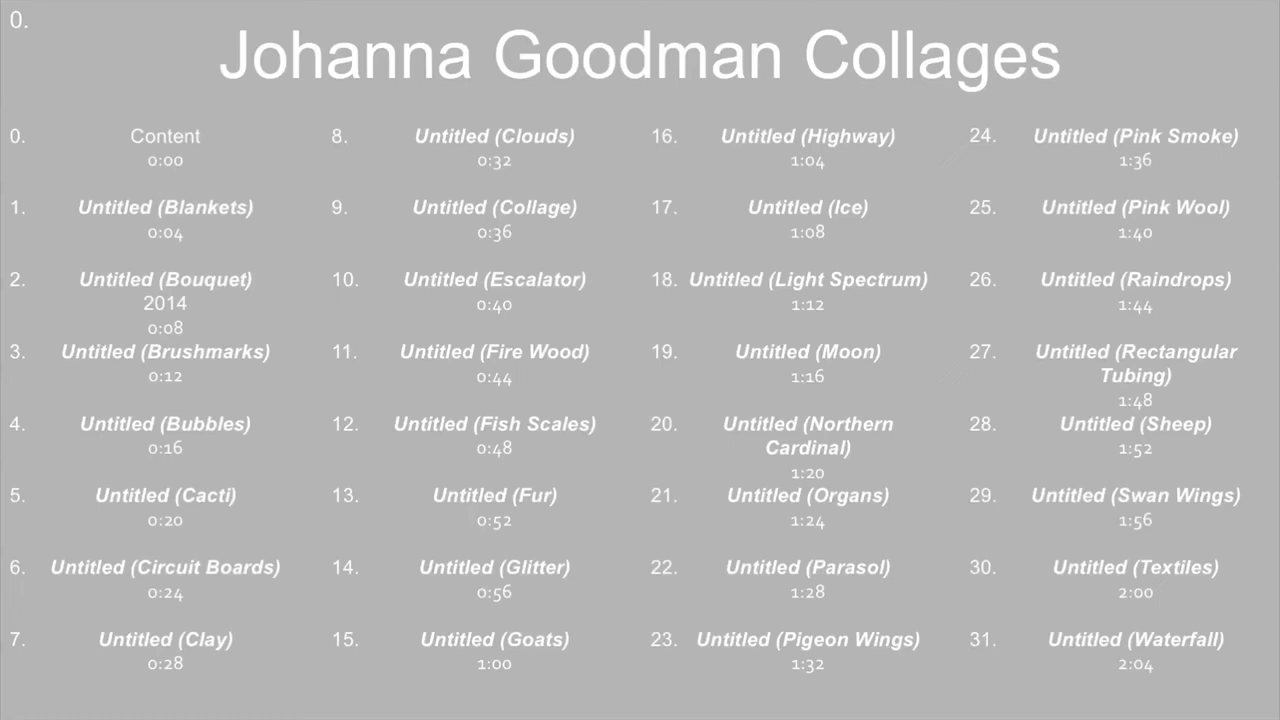 0.
Johanna Goodman Collages
0. Content
0:00
1. Untitled (Blankets)
0:04
2. Untitled (Bouquet)
2014
0:08
3. Untitled (Brushmarks)
0:12
4. Untitled (Bubbles)
0:16
5. Untitled (Cacti)
0:20
6. Untitled (Circuit Boards)
0:24
7. Untitled (Clay)
0:28
8. Untitled (Clouds)
0:32
9. Untitled (Collage)
0:36
10. Untitled (Escalator)
0:40
11. Untitled (Fire Wood)
0:44
12. Untitled (Fish Scales)
0:48
13. Untitled (Fur)
0:52
14. Untitled (Glitter)
0:56
15. Untitled (Goats)
1:00
16. Untitled (Highway)
1:04
17. Untitled (Ice)
1:08
18. Untitled (Light Spectrum)
1:12
19. Untitled (Moon)
1:16
20. Untitled (Northern
Cardinal)
1:20
21. Untitled (Organs)
1:24
22. Untitled (Parasol)
1:28
23. Untitled (Pigeon Wings)
1:32
24. Untitled (Pink Smoke)
1:36
25. Untitled (Pink Wool)
1:40
26. Untitled (Raindrops)
1:44
27. Untitled (Rectangular
Tubing)
1:48
28. Untitled (Sheep)
1:52
29. Untitled (Swan Wings)
1:56
30. Untitled (Textiles)
2:00
31. Untitled (Waterfall)
2:04